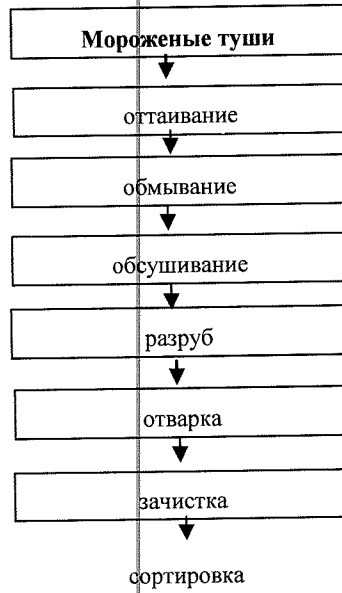 Мороженые туши
оттаивание
обмывание
обсушивание
разруб
отварка
зачистка
сортировка